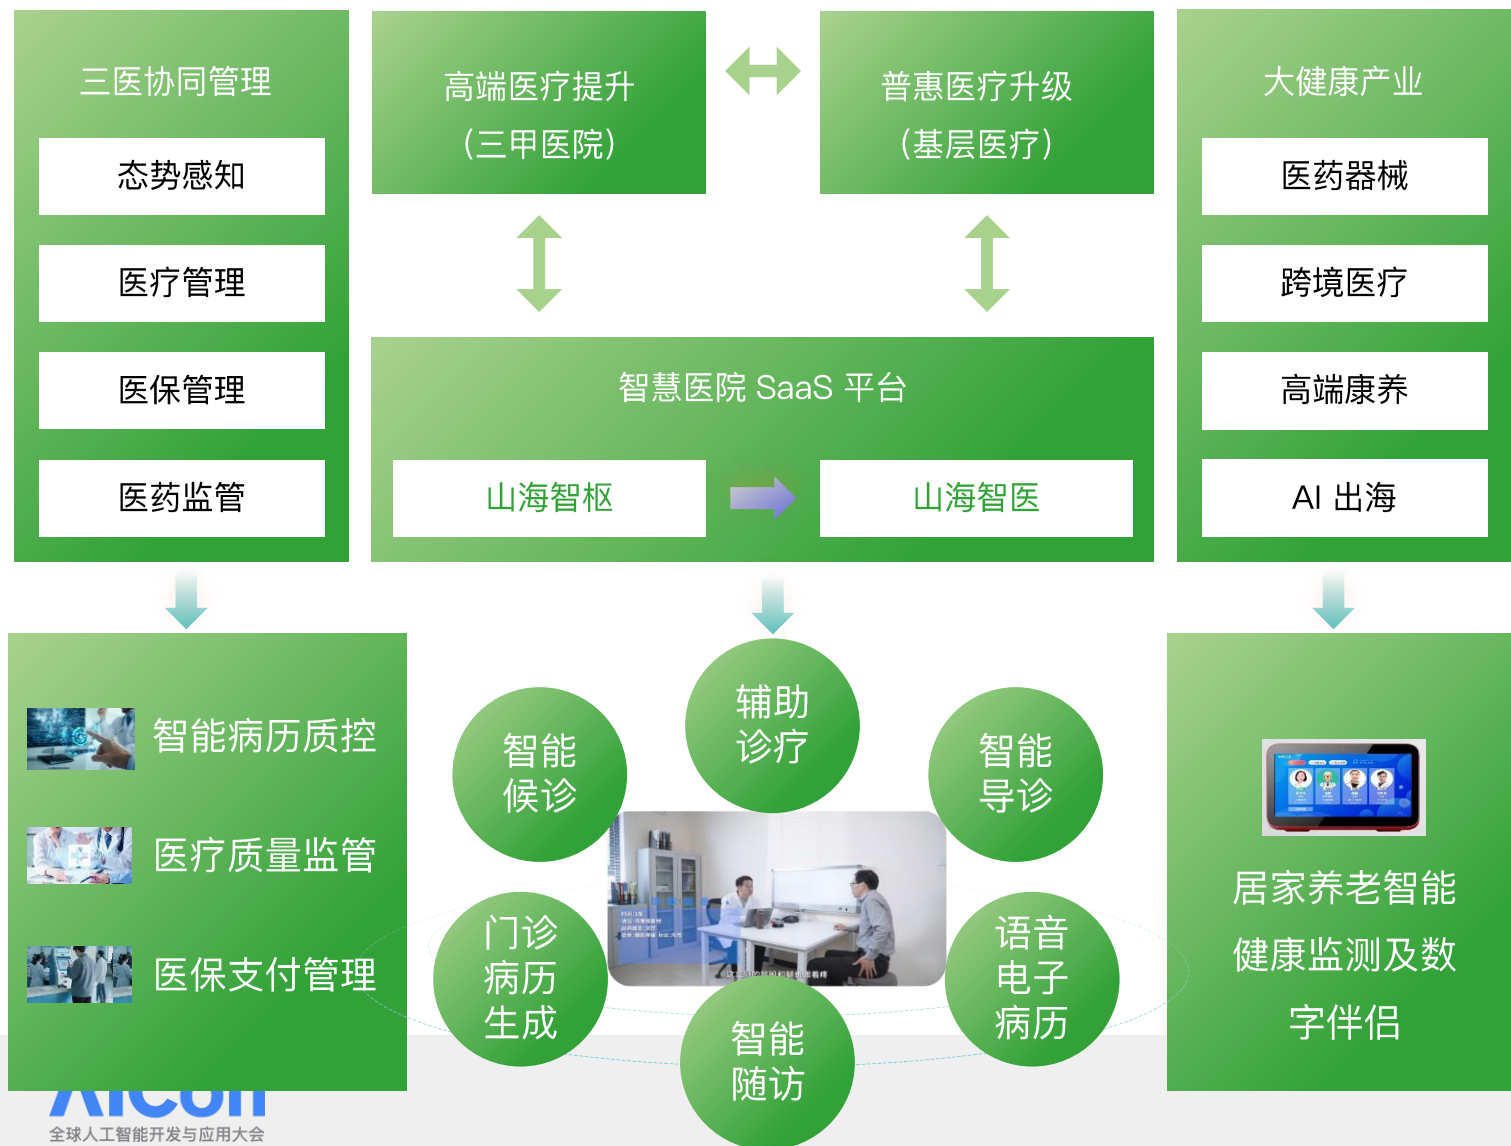 三医协同管理
态势感知
医疗管理
医保管理
医药监管
高端医疗提升
（三甲医院）
普惠医疗升级
（基层医疗）
智慧医院 SaaS 平台
山海智枢
山海智医
大健康产业
医药器械
跨境医疗
高端康养
AI 出海
智能病历质控
医疗质量监管
医保支付管理
智能
候诊
辅助
诊疗
智能
导诊
门诊
病历
生成
智能
随访
语音
电子
病历
居家养老智能
健康监测及数
字伴侣
AICon
全球人工智能开发与应用大会